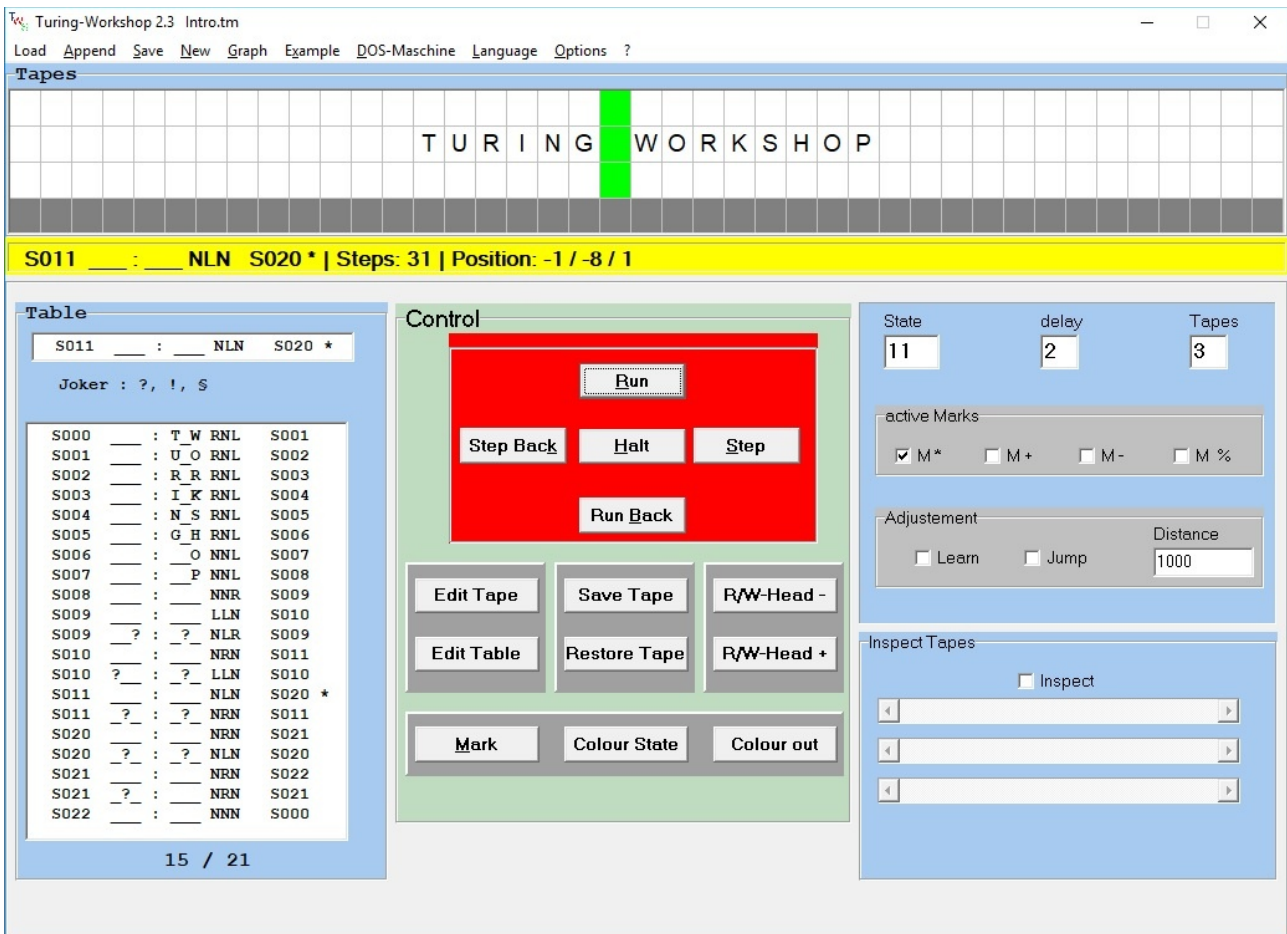 Turing-Workshop 2.3 Intro.tm
Load Append Save New Graph Example DOS-Maschine Language Options ?
Tapes
T U R I N G W O R K S H O P
S011 ___ : ___ NLN S020 * | Steps: 31 | Position: -1 / -8 / 1
Table
S011 ___ : ___ NLN S020 *
Joker : ?, !, §
S000 ___ : T_W RNL S001
S001 ___ : U_O RNL S002
S002 ___ : R_R RNL S003
S003 ___ : I_K RNL S004
S004 ___ : N_S RNL S005
S005 ___ : G_H RNL S006
S006 ___ : __O NNL S007
S007 ___ : __P NNL S008
S008 ___ : ___ NNR S009
S009 ___ : ___ LLN S010
S009 __? : _?_ NLR S009
S010 ___ : ___ NRN S011
S010 ?__ : _?_ LLN S010
S011 ___ : ___ NLN S020 *
S011 _?_ : _?_ NRN S011
S020 ___ : ___ NRN S021
S020 _?_ : _?_ NLN S020
S021 ___ : ___ NRN S022
S021 _?_ : ___ NRN S021
S022 ___ : ___ NNN S000
15 / 21
Control
Run
Step Back Halt Step
Run Back
Edit Tape Save Tape R/W-Head -
Edit Table Restore Tape R/W-Head +
Mark Colour State Colour out
State delay Tapes
11 2 3
active Marks
M* M + M - M %
Adjustement
Distance
Learn Jump 1000
Inspect Tapes
Inspect